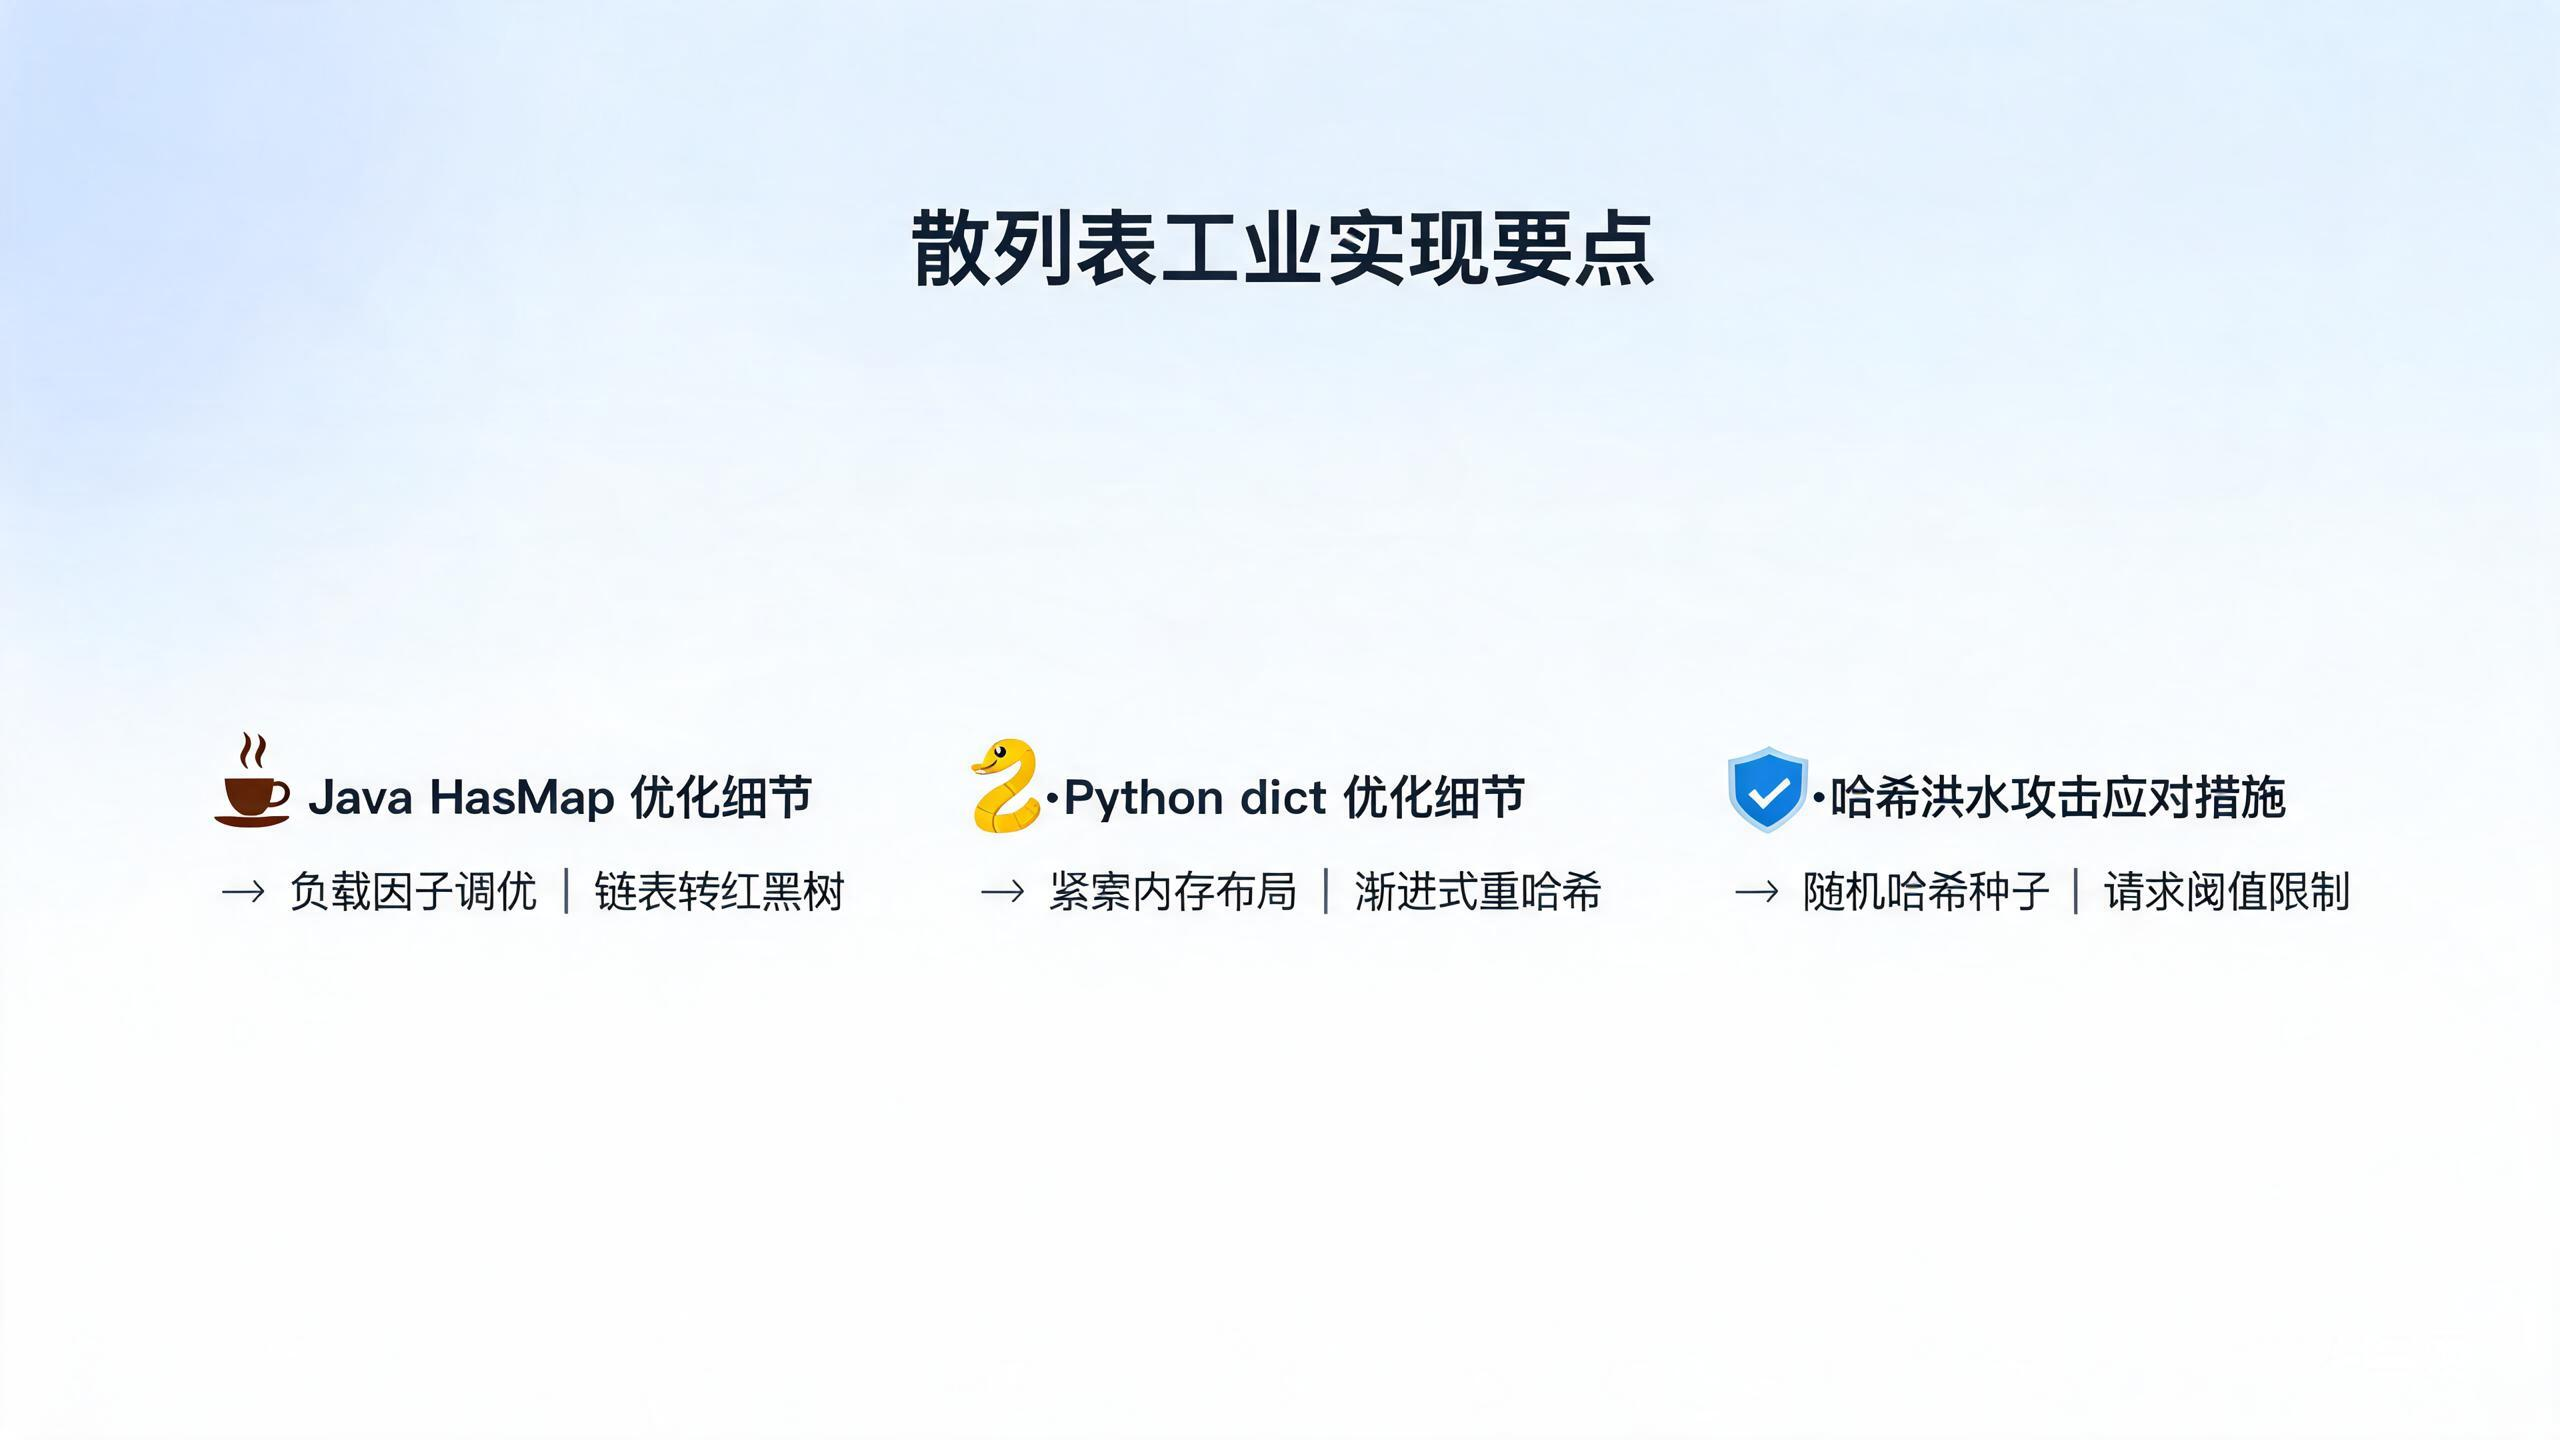 散列表工业实现要点
Java HasMap 优化细节
→ 负载因子调优 | 链表转红黑树
·Python dict 优化细节
→ 紧索内存布局 | 渐进式重哈希
·哈希洪水攻击应对措施
→ 随机哈希种子 | 请求阈值限制